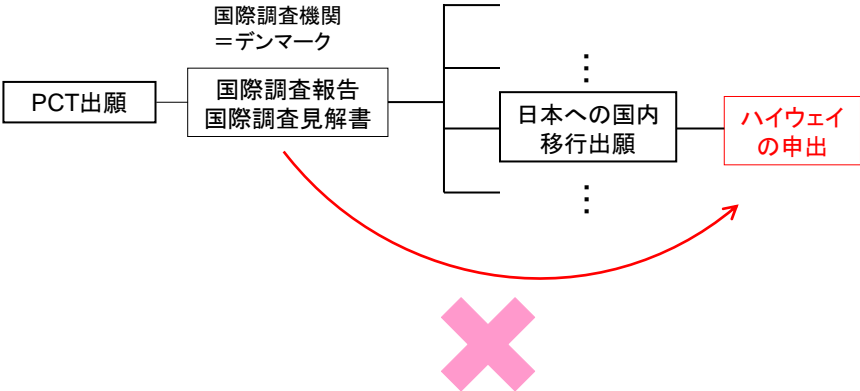 国際調査機関
＝デンマーク
PCT出願
国際調査報告
国際調査見解書
日本への国内
移行出願
ハイウェイ
の申出